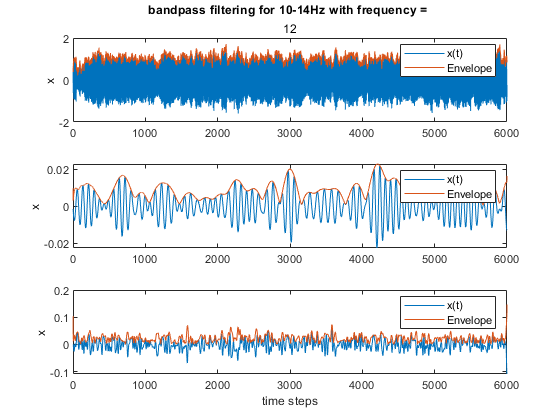 bandpass filtering for 10-14Hz with frequency =
12
2
0
-2
x
x(t)
Envelope
0 1000 2000 3000 4000 5000 6000
0.02
0
-0.02
x
x(t)
Envelope
0 1000 2000 3000 4000 5000 6000
0.2
0.1
0
-0.1
x
x(t)
Envelope
0 1000 2000 3000 4000 5000 6000
time steps